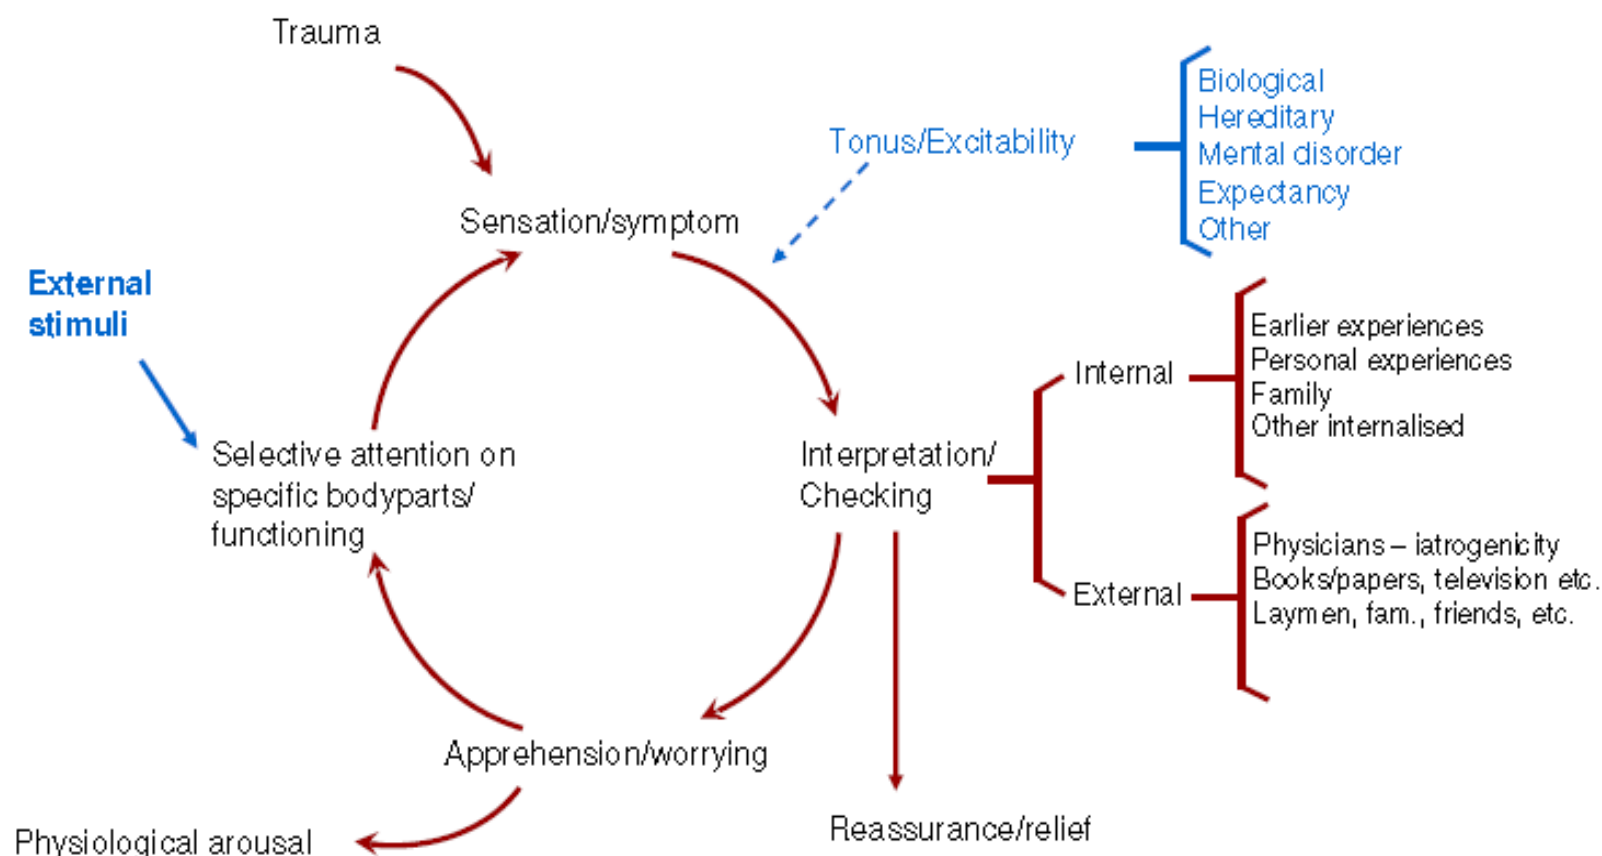 Trauma
Biological
Hereditary
Tonus/Excitability
Mental disorder
Expectancy
Other
Sensation/symptom
External
stimuli
Earlier experiences
Personal experiences
Internal
Family
Other internalised
Selective attention on
specific bodyparts/
functioning
Interpretation/
Checking
Physicians – iatrogenicity
Books/papers, television etc.
External
Laymen, fam., friends, etc.
Apprehension/worrying
Reassurance/relief
Physiological arousal